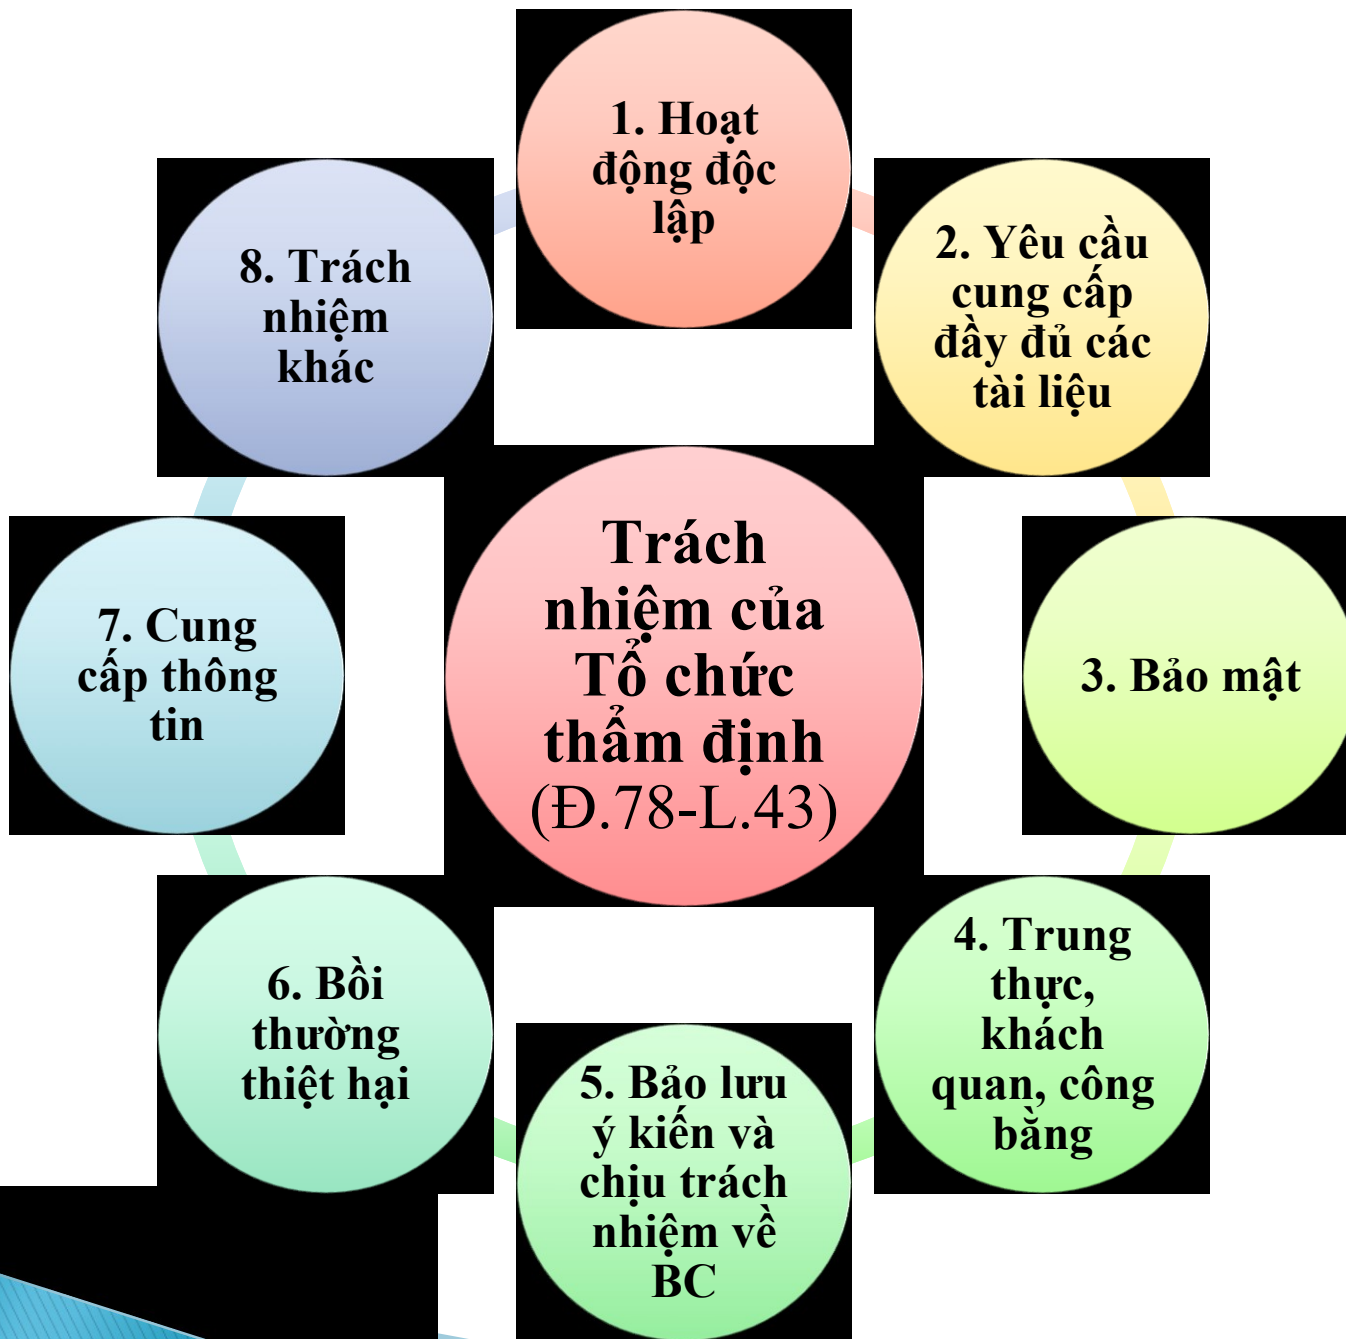 1. Hoạt
động độc
lập
2. Yêu cầu
cung cấp
đầy đủ các
tài liệu
3. Bảo mật
4. Trung
thực,
khách
quan, công
bằng
5. Bảo lưu
ý kiến và
chịu trách
nhiệm về
BC
6. Bồi
thường
thiệt hại
7. Cung
cấp thông
tin
8. Trách
nhiệm
khác
Trách
nhiệm của
Tổ chức
thẩm định
(Đ.78-L.43)